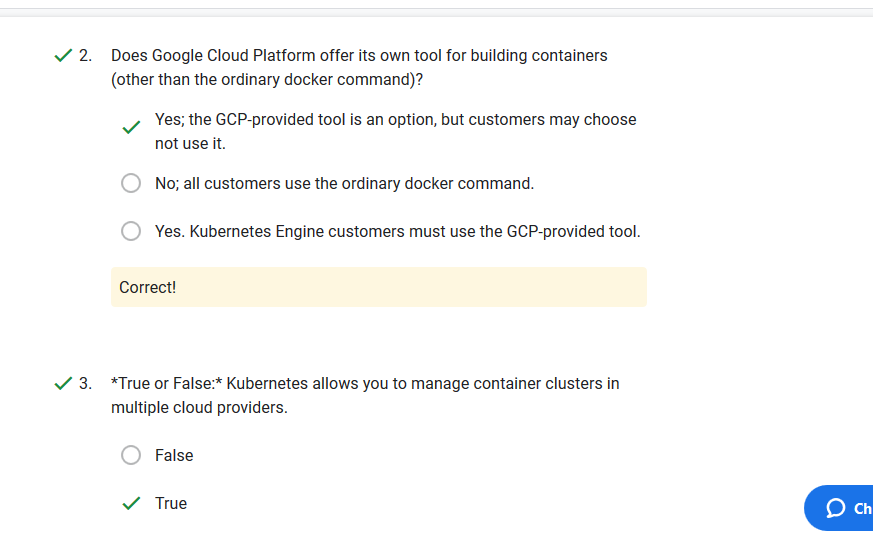 2. Does Google Cloud Platform offer its own tool for building containers
(other than the ordinary docker command)?
Yes; the GCP-provided tool is an option, but customers may choose
not use it.
No; all customers use the ordinary docker command.
Yes. Kubernetes Engine customers must use the GCP-provided tool.
Correct!
3. *True or False:* Kubernetes allows you to manage container clusters in
multiple cloud providers.
False
True
Ch